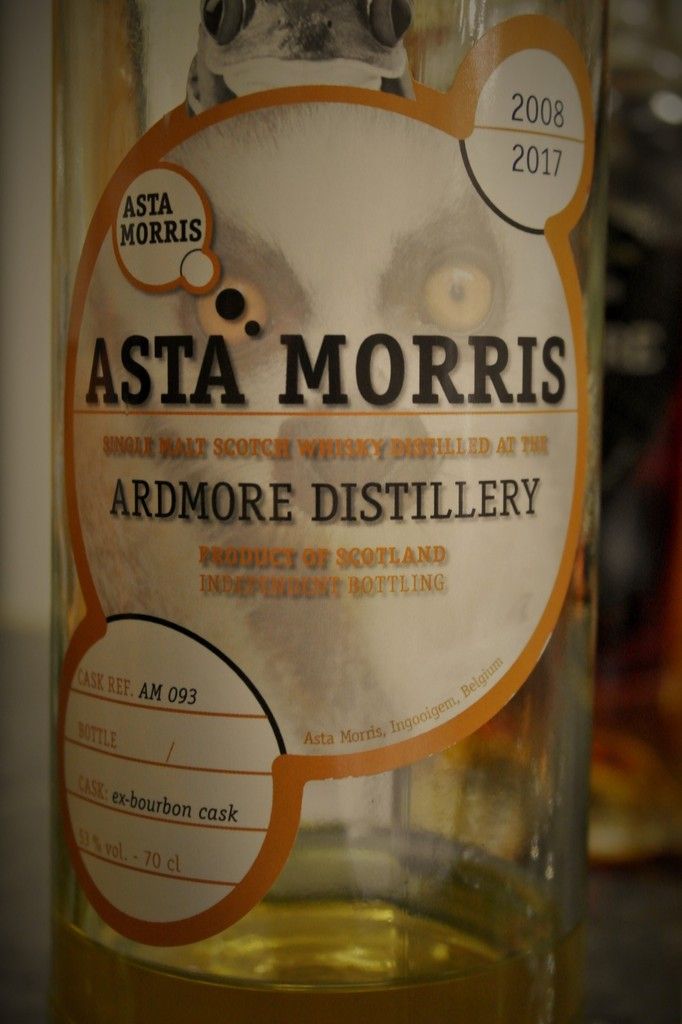 2008
2017
ASTA
MORRIS
ASTA MORRIS
SINGLE MALT SCOTCH WHISKY DISTILLED AT THE
ARDMORE DISTILLERY
PRODUCT OF SCOTLAND
INDEPENDENT BOTTLING
CASK REF. AM 093
BOTTLE /
CASK: ex-bourbon cask
53 % vol. - 70 cl
Asta Morris, Ingooigem, Belgium